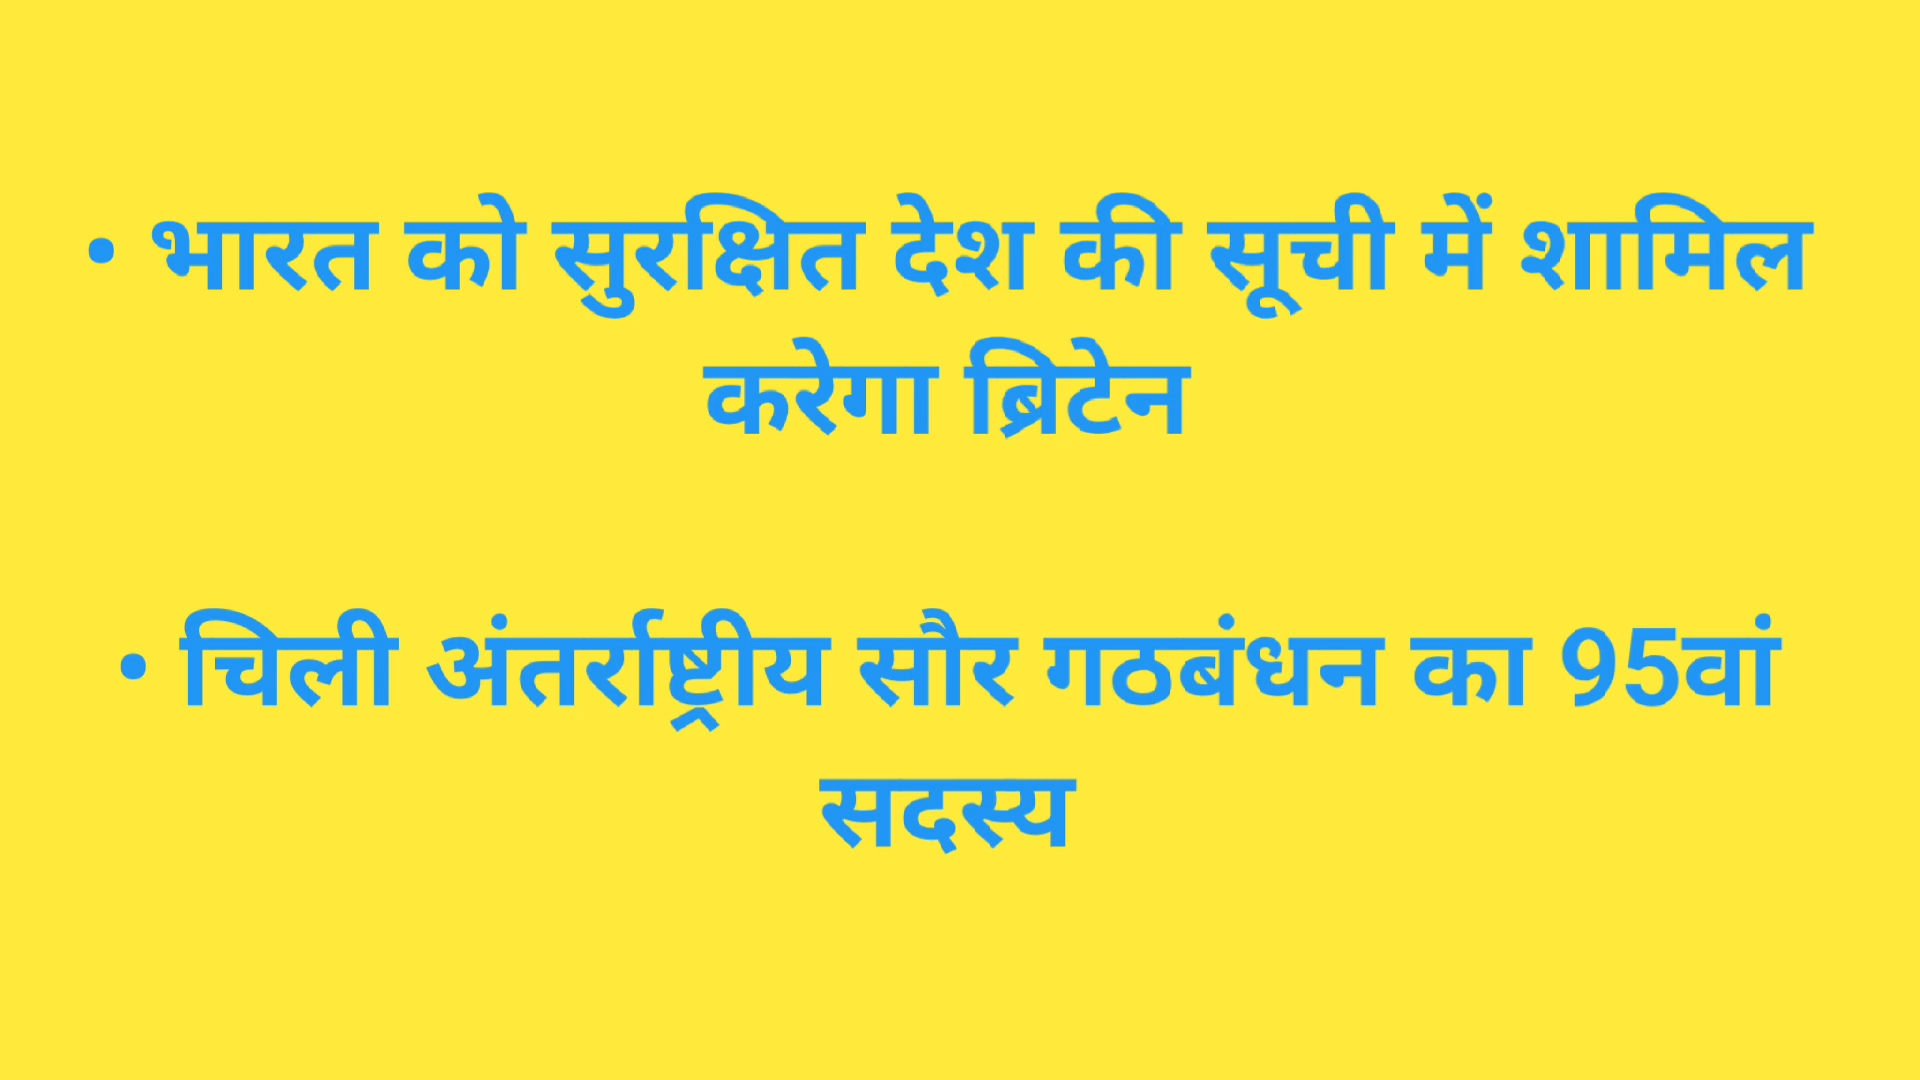 • भारत को सुरक्षित देश की सूची में शामिल
करेगा ब्रिटेन
• चिली अंतर्राष्ट्रीय सौर गठबंधन का 95वां
सदस्य